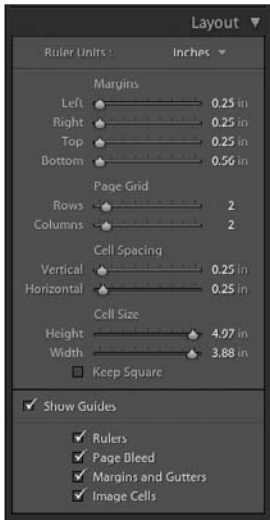 Layout ▼
Ruler Units : Inches
Margins
Left 0.25 in
Right 0.25 in
Top 0.25 in
Bottom 0.56 in
Page Grid
Rows 2
Columns 2
Cell Spacing
Vertical 0.25 in
Horizontal 0.25 in
Cell Size
Height 4.97 in
Width 3.88 in
Keep Square
Show Guides
Rulers
Page Bleed
Margins and Gutters
Image Cells